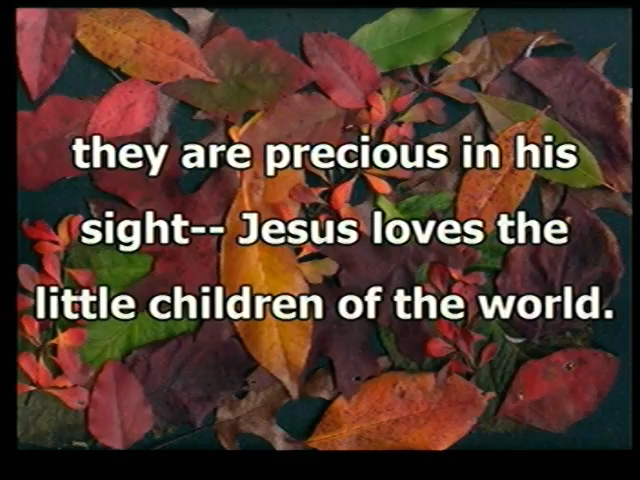 they are precious in his
sight-- Jesus loves the
little children of the world.